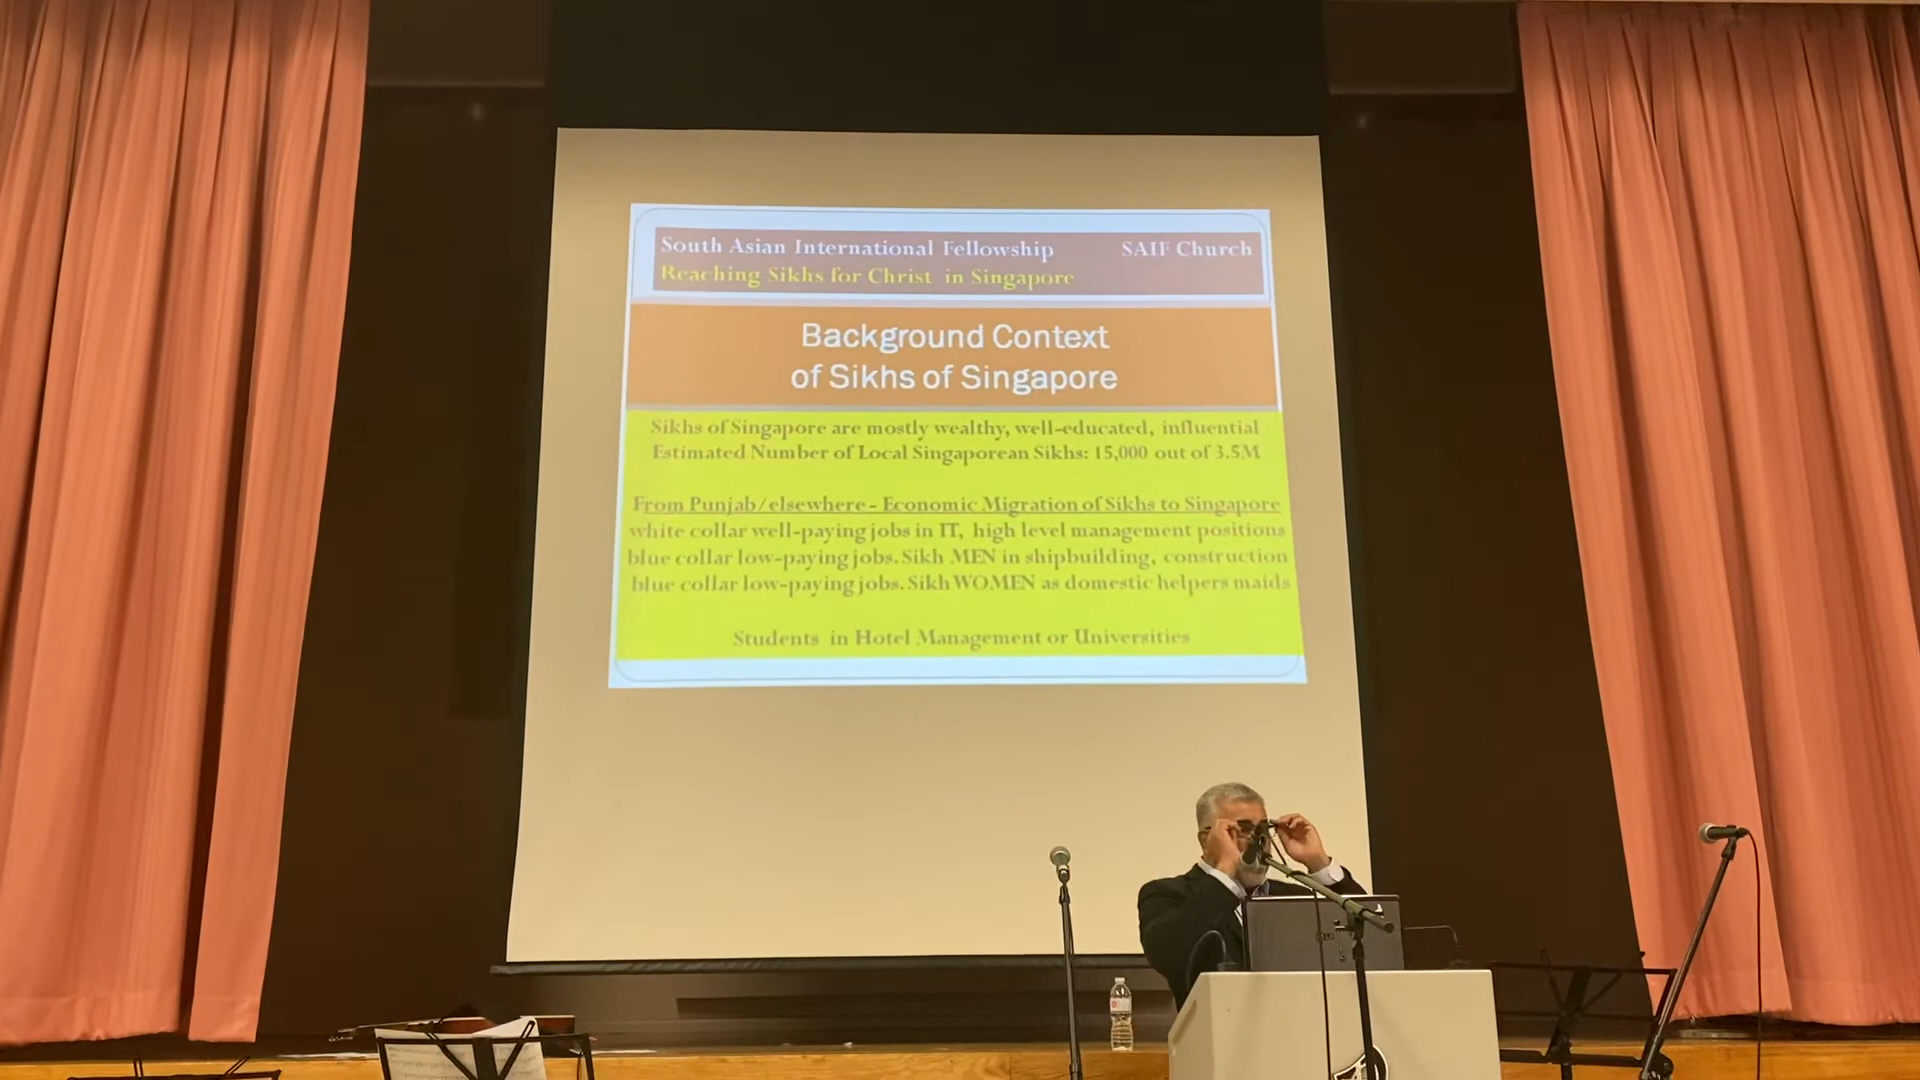 South Asian International Fellowship SAIF Church
Reaching Sikhs for Christ in Singapore
Background Context
of Sikhs of Singapore
Sikhs of Singapore are mostly wealthy, well-educated, influential
Estimated Number of Local Singaporean Sikhs: 15,000 out of 3.5M
From Punjab/elsewhere - Economic Migration of Sikhs to Singapore
white collar well-paying jobs in IT, high level management positions
blue collar low-paying jobs. Sikh MEN in shipbuilding, construction
blue collar low-paying jobs. Sikh WOMEN as domestic helpers maids
Students in Hotel Management or Universities